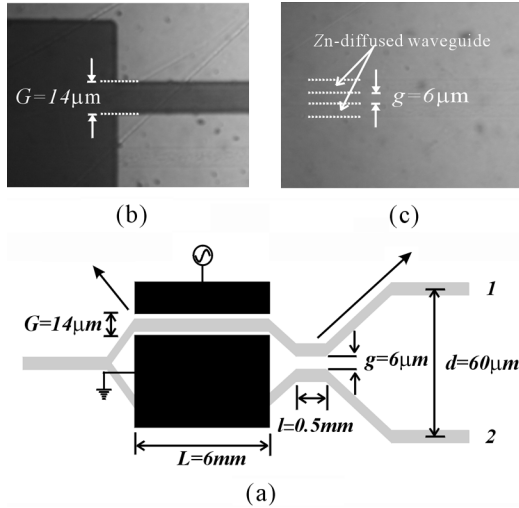 G=14μm
(b)
Zn-diffused waveguide
g=6μm
(c)
G=14μm
L=6mm
l=0.5mm
g=6μm
d=60μm
1
2
(a)